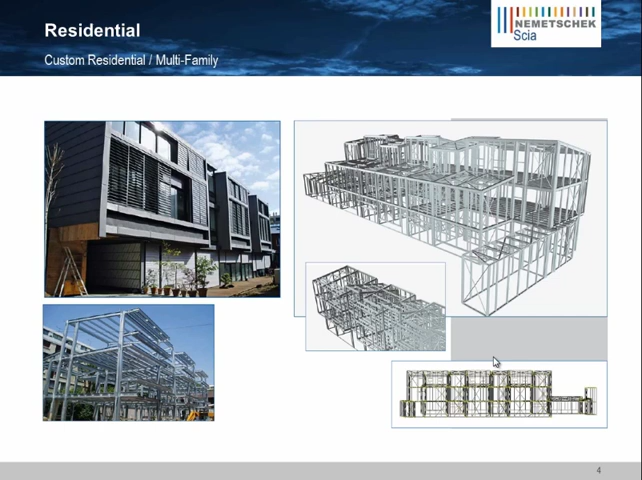 Residential
NEMETSCHEK
Scia
Custom Residential / Multi-Family
4